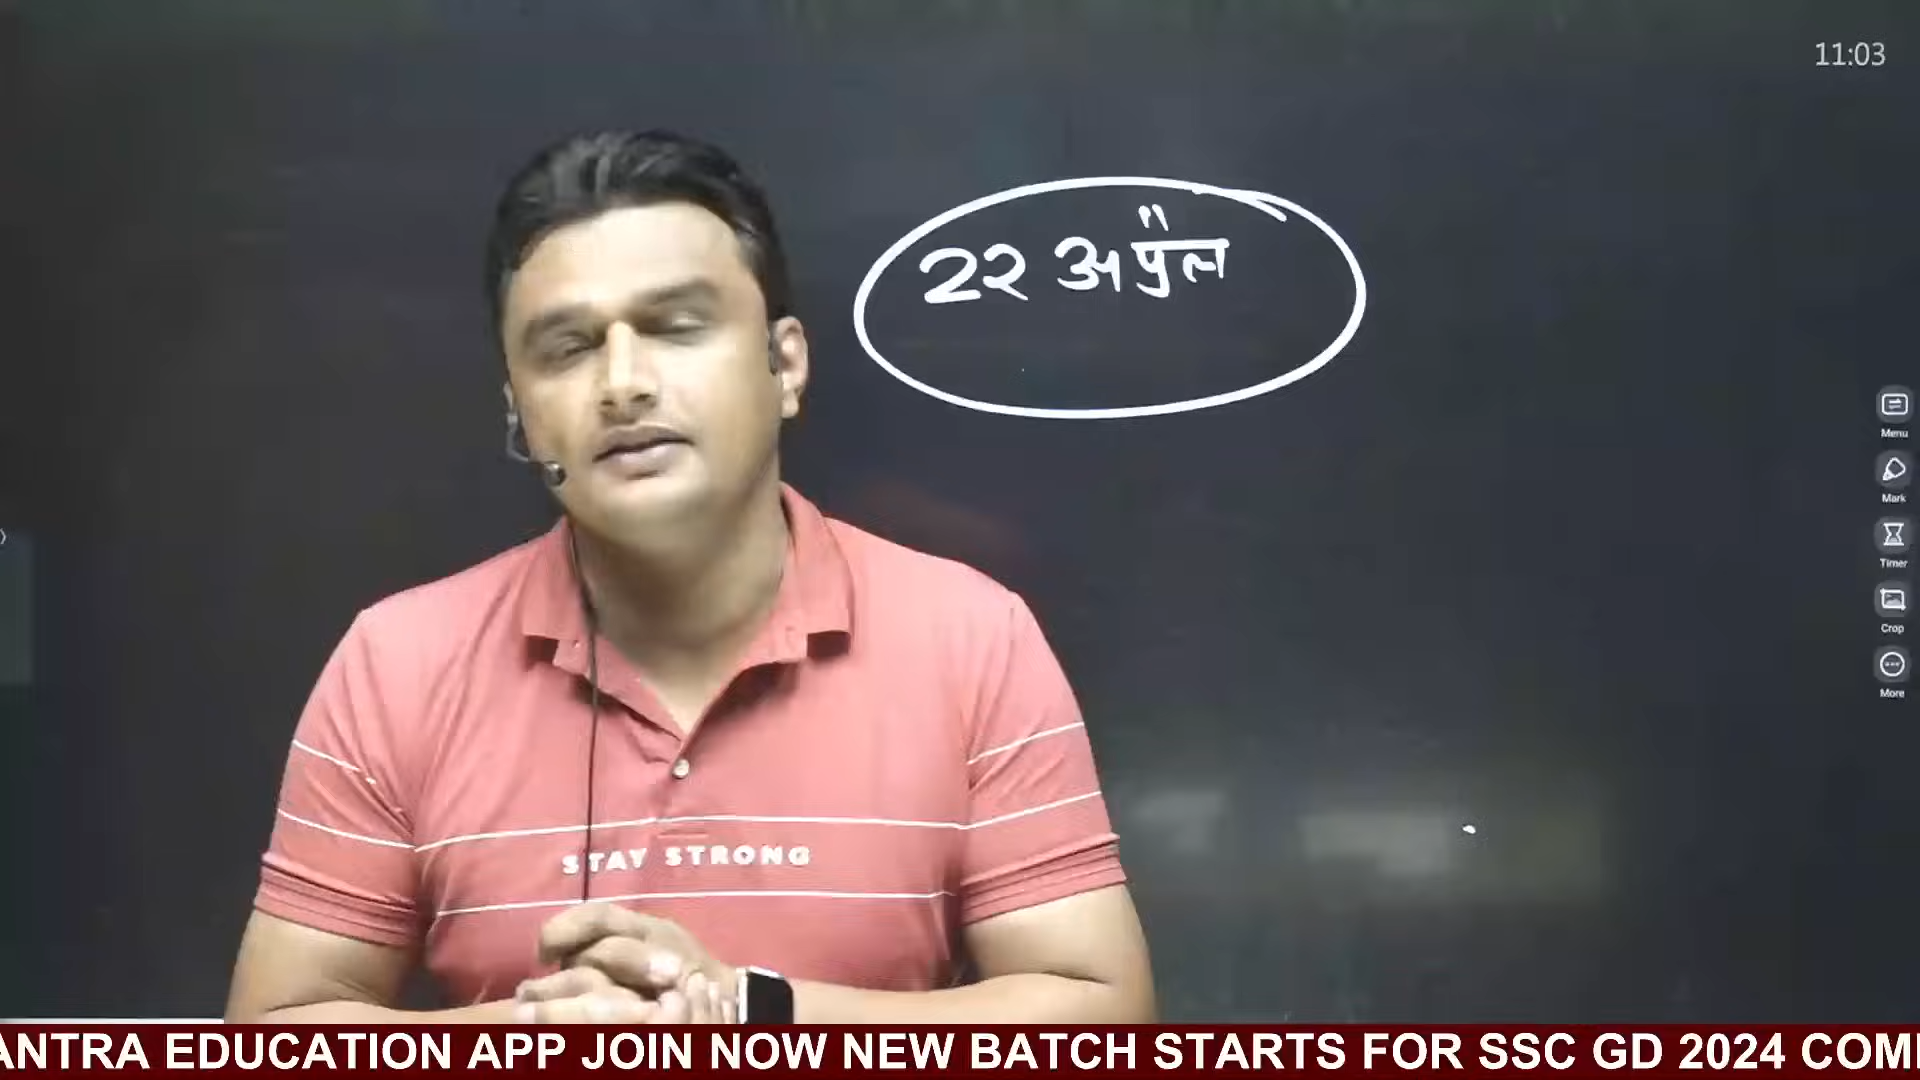 11:03
22 अप्रैल
Menu
Mark
Timer
Crop
More
STAY STRONG
ANTRA EDUCATION APP JOIN NOW NEW BATCH STARTS FOR SSC GD 2024 COM